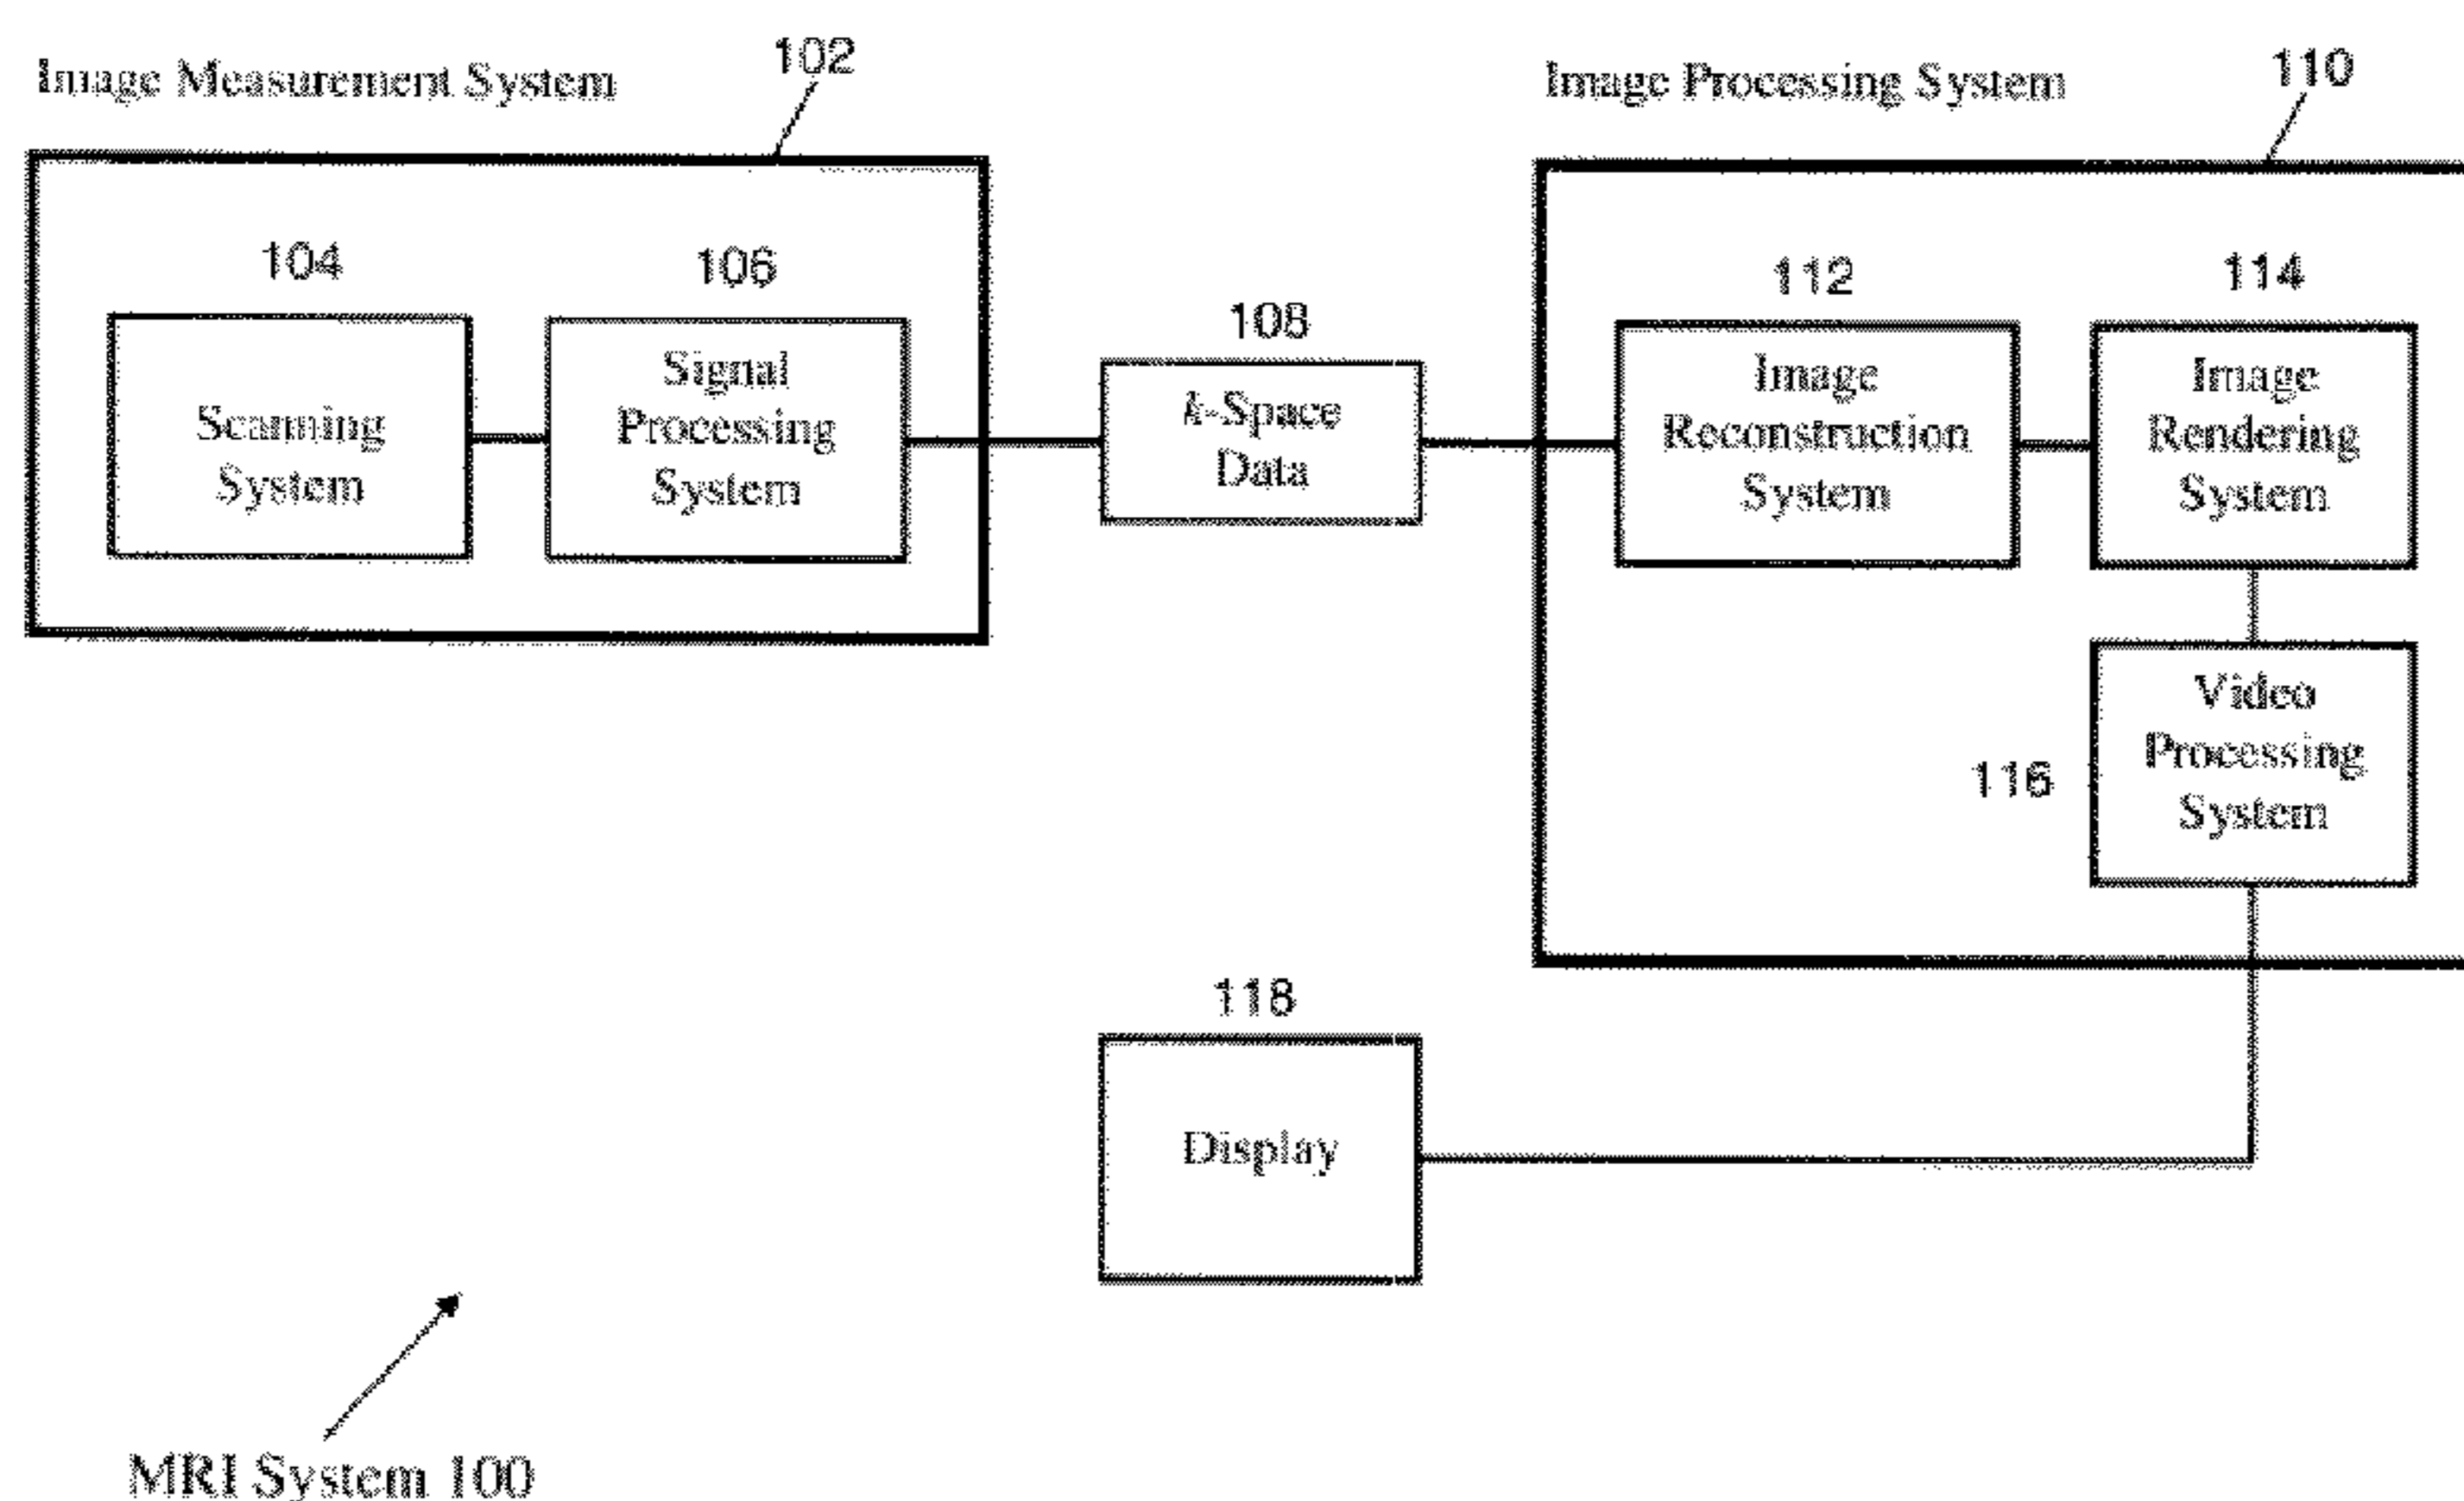 Image Measurement System
102
Image Processing System
110
104
106
108
112
114
Scanning
System
Signal
Processing
System
k-Space
Data
Image
Reconstruction
System
Image
Rendering
System
116
Video
Processing
System
118
Display
MRI System 100